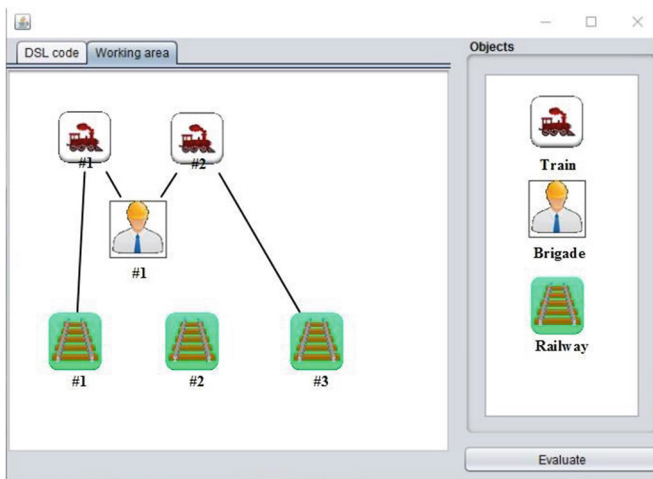 DSL code
Working area
Objects
#1
#2
#1
#1
#2
#3
Train
Brigade
Railway
Evaluate